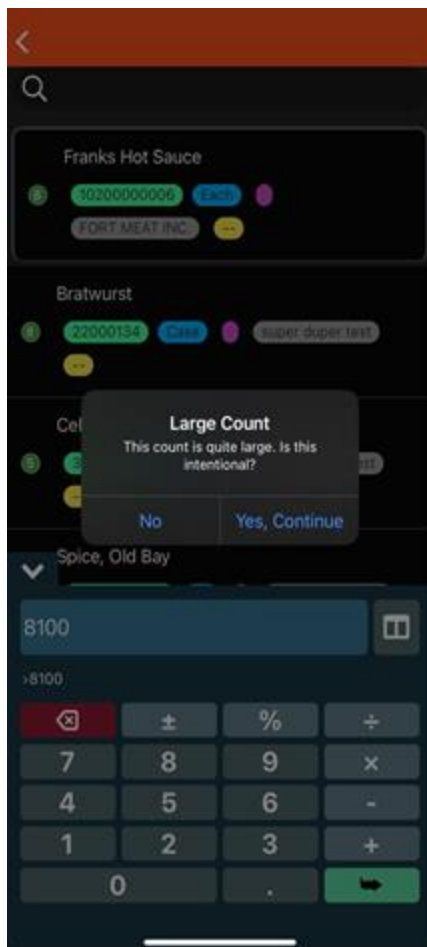 Franks Hot Sauce
10200000006 Each
FORT MEAT INC. --
Bratwurst
22000134 Case super duper test
--
Cel
Large Count
This count is quite large. Is this
intentional?
No Yes, Continue
Spice, Old Bay
8100
>8100
± % ÷
7 8 9 ×
4 5 6 -
1 2 3 +
0 .